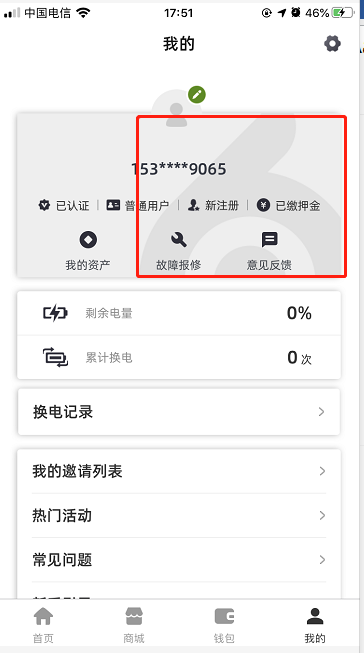 中国电信 17:51 46%
我的
153****9065
已认证 普通用户 新注册 已缴押金
我的资产 故障报修 意见反馈
剩余电量 0%
累计换电 0 次
换电记录
我的邀请列表
热门活动
常见问题
首页 商城 钱包 我的